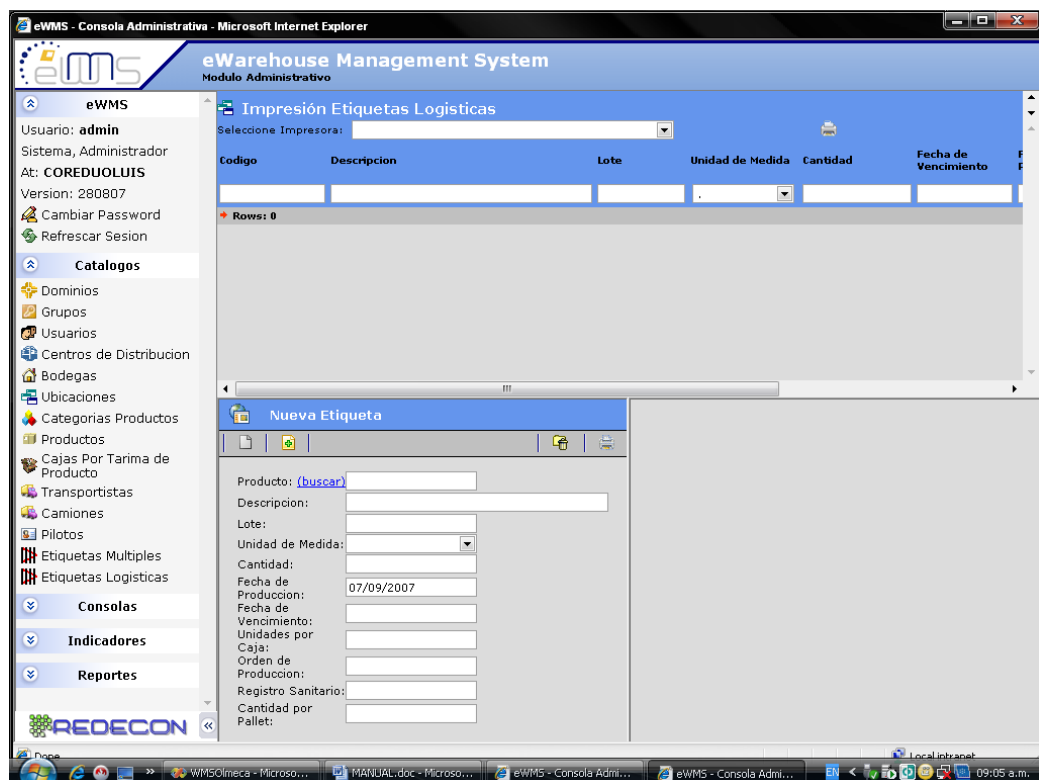 eWMS - Consola Administrativa - Microsoft Internet Explorer
eWMS
eWarehouse Management System
Modulo Administrativo
eWMS
Usuario: admin
Sistema, Administrador
At: COREDUOLUIS
Version: 280807
Cambiar Password
Refrescar Sesion
Catalogos
Dominios
Grupos
Usuarios
Centros de Distribucion
Bodegas
Ubicaciones
Categorias Productos
Productos
Cajas Por Tarima de
Producto
Transportistas
Camiones
Pilotos
Etiquetas Multiples
Etiquetas Logisticas
Consolas
Indicadores
Reportes
REDECON
Impresión Etiquetas Logisticas
Seleccione Impresora:
Codigo Descripcion Lote Unidad de Medida Cantidad Fecha de Vencimiento
.
Rows: 0
Nueva Etiqueta
Producto: (buscar)
Descripcion:
Lote:
Unidad de Medida:
Cantidad:
Fecha de
Produccion: 07/09/2007
Fecha de
Vencimiento:
Unidades por
Caja:
Orden de
Produccion:
Registro Sanitario:
Cantidad por
Pallet:
Done Local intranet
WMSOlmeca - Microso... MANUAL.doc - Microso... eWMS - Consola Admi... eWMS - Consola Admi... EN 09:05 a.m.